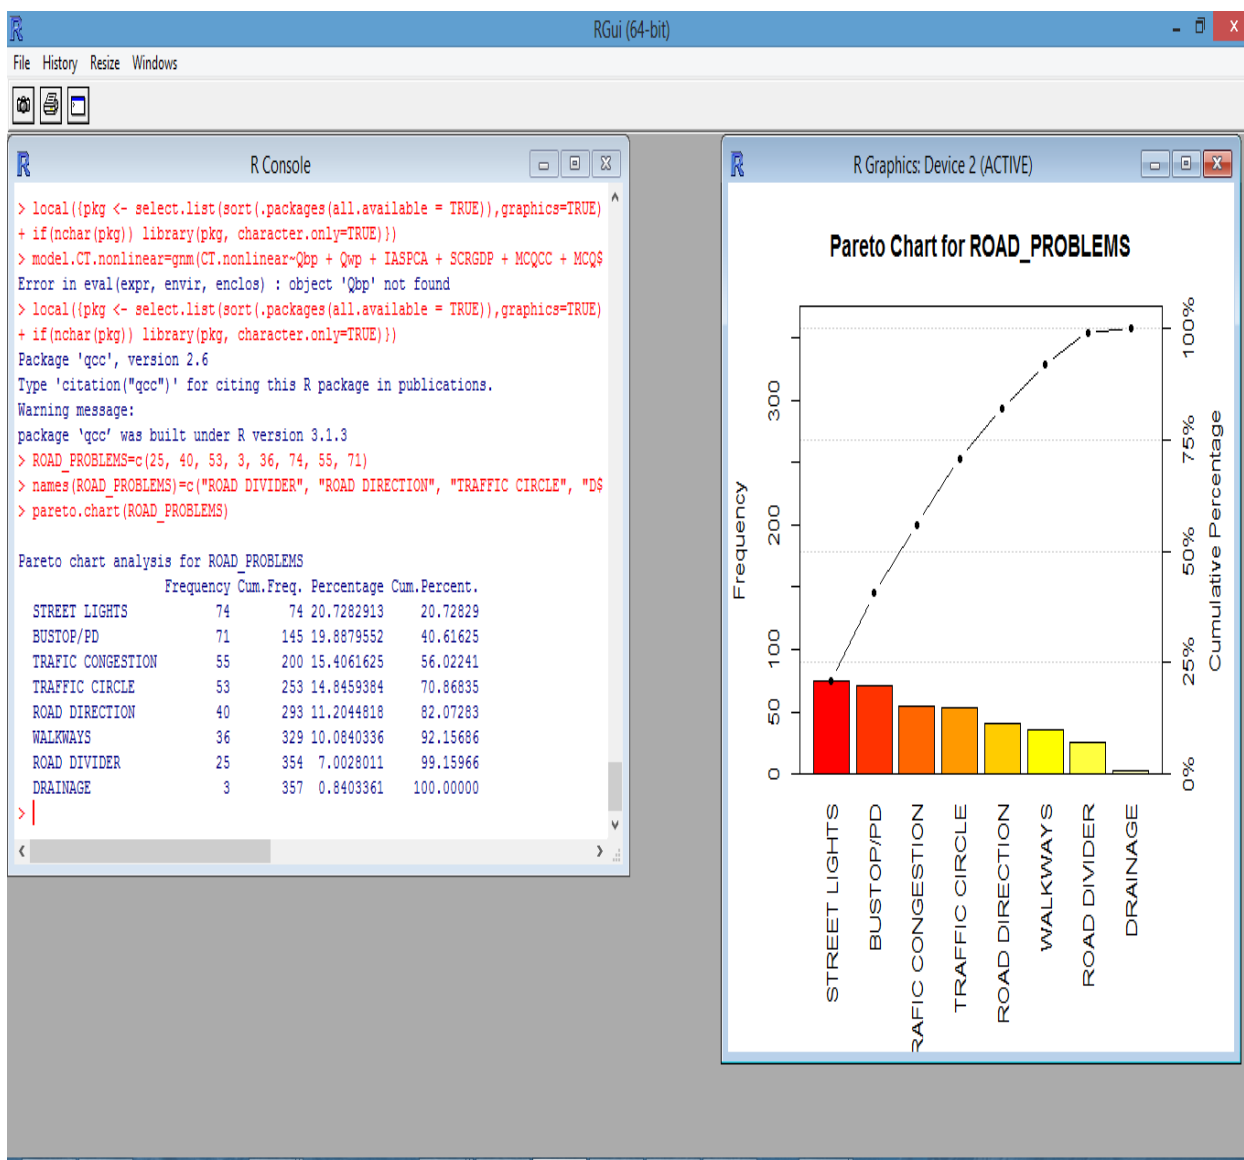 RGui (64-bit)
File History Resize Windows
R Console
> local({pkg <- select.list(sort(.packages(all.available = TRUE)),graphics=TRUE)
+ if(nchar(pkg)) library(pkg, character.only=TRUE)})
> model.CT.nonlinear=gnm(CT.nonlinear~Qbp + Qwp + IASPCA + SCRGDP + MCQCC + MCQ$
Error in eval(expr, envir, enclos) : object 'Qbp' not found
> local({pkg <- select.list(sort(.packages(all.available = TRUE)),graphics=TRUE)
+ if(nchar(pkg)) library(pkg, character.only=TRUE)})
Package 'qcc', version 2.6
Type 'citation("qcc")' for citing this R package in publications.
Warning message:
package ‘qcc’ was built under R version 3.1.3
> ROAD_PROBLEMS=c(25, 40, 53, 3, 36, 74, 55, 71)
> names(ROAD_PROBLEMS)=c("ROAD DIVIDER", "ROAD DIRECTION", "TRAFFIC CIRCLE", "D$
> pareto.chart(ROAD_PROBLEMS)
Pareto chart analysis for ROAD_PROBLEMS
Frequency Cum.Freq. Percentage Cum.Percent.
STREET LIGHTS 74 74 20.7282913 20.72829
BUSTOP/PD 71 145 19.8879552 40.61625
TRAFIC CONGESTION 55 200 15.4061625 56.02241
TRAFFIC CIRCLE 53 253 14.8459384 70.86835
ROAD DIRECTION 40 293 11.2044818 82.07283
WALKWAYS 36 329 10.0840336 92.15686
ROAD DIVIDER 25 354 7.0028011 99.15966
DRAINAGE 3 357 0.8403361 100.00000
>
R Graphics: Device 2 (ACTIVE)
Pareto Chart for ROAD_PROBLEMS
Frequency
0
50
100
200
300
Cumulative Percentage
0%
25%
50%
75%
100%
STREET LIGHTS
BUSTOP/PD
RAFIC CONGESTION
TRAFFIC CIRCLE
ROAD DIRECTION
WALKWAYS
ROAD DIVIDER
DRAINAGE